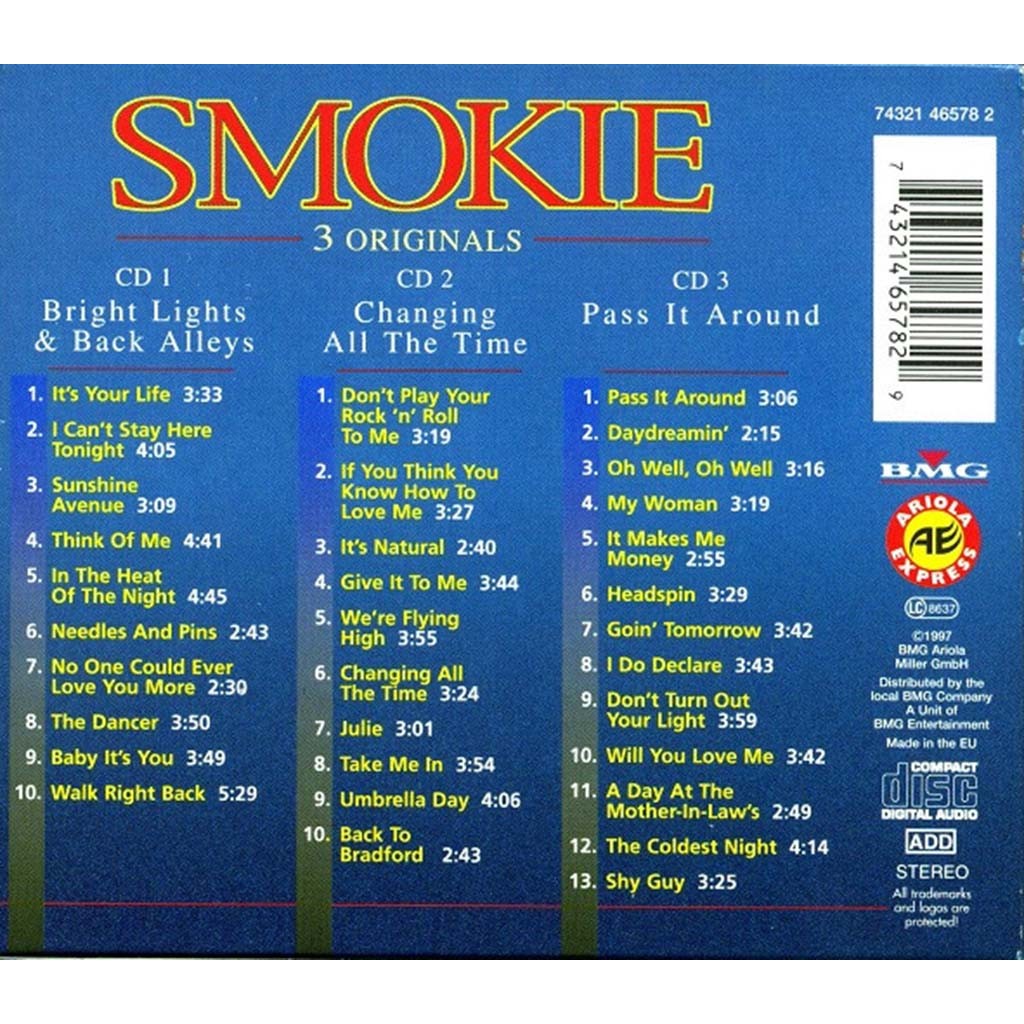 SMOKIE
3 ORIGINALS
CD 1
Bright Lights
& Back Alleys
1. It's Your Life 3:33
2. I Can't Stay Here
Tonight 4:05
3. Sunshine
Avenue 3:09
4. Think Of Me 4:41
5. In The Heat
Of The Night 4:45
6. Needles And Pins 2:43
7. No One Could Ever
Love You More 2:30
8. The Dancer 3:50
9. Baby It's You 3:49
10. Walk Right Back 5:29
CD 2
Changing
All The Time
1. Don't Play Your
Rock 'n' Roll
To Me 3:19
2. If You Think You
Know How To
Love Me 3:27
3. It's Natural 2:40
4. Give It To Me 3:44
5. We're Flying
High 3:55
6. Changing All
The Time 3:24
7. Julie 3:01
8. Take Me In 3:54
9. Umbrella Day 4:06
10. Back To
Bradford 2:43
CD 3
Pass It Around
1. Pass It Around 3:06
2. Daydreamin' 2:15
3. Oh Well, Oh Well 3:16
4. My Woman 3:19
5. It Makes Me
Money 2:55
6. Headspin 3:29
7. Goin' Tomorrow 3:42
8. I Do Declare 3:43
9. Don't Turn Out
Your Light 3:59
10. Will You Love Me 3:42
11. A Day At The
Mother-In-Law's 2:49
12. The Coldest Night 4:14
13. Shy Guy 3:25
74321 46578 2
7 43214 65782 9
BMG
ARIOLA
AE
EXPRESS
LC 8637
©1997
BMG Ariola
Miller GmbH
Distributed by the
local BMG Company
A Unit of
BMG Entertainment
Made in the EU
COMPACT
disc
DIGITAL AUDIO
ADD
STEREO
All trademarks
and logos are
protected!